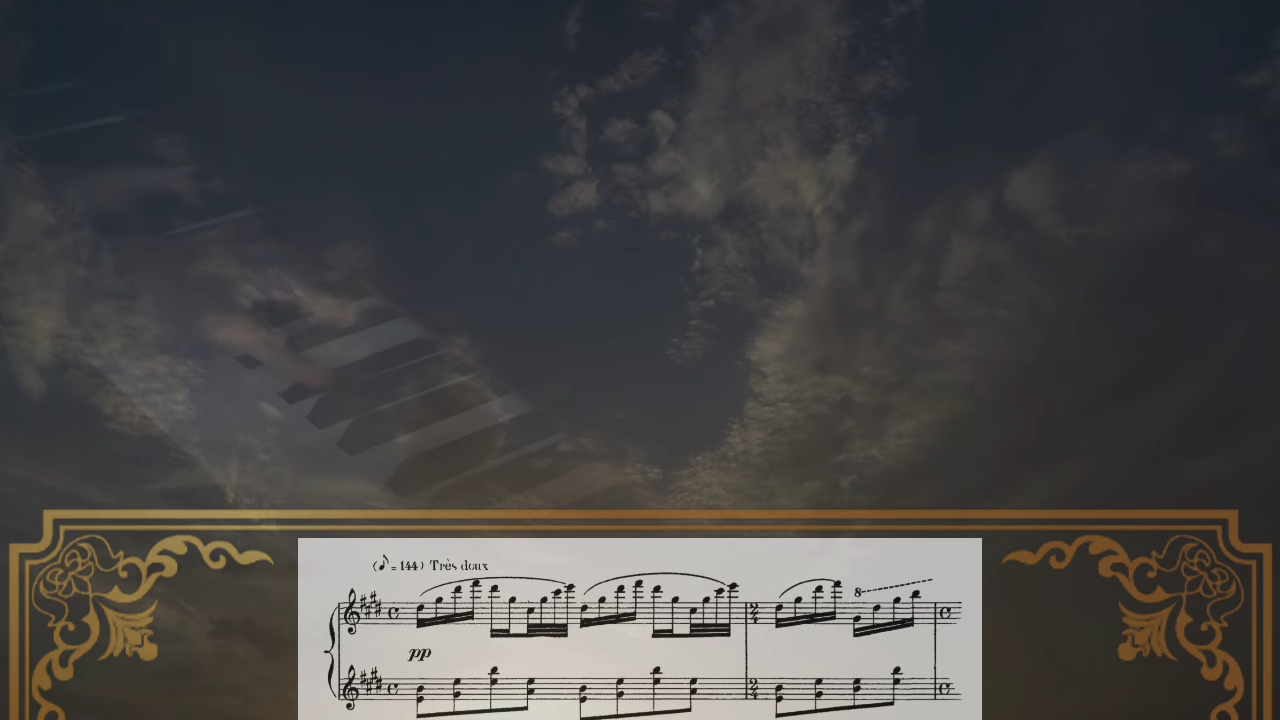 (♪ = 144) Très doux
8
pp